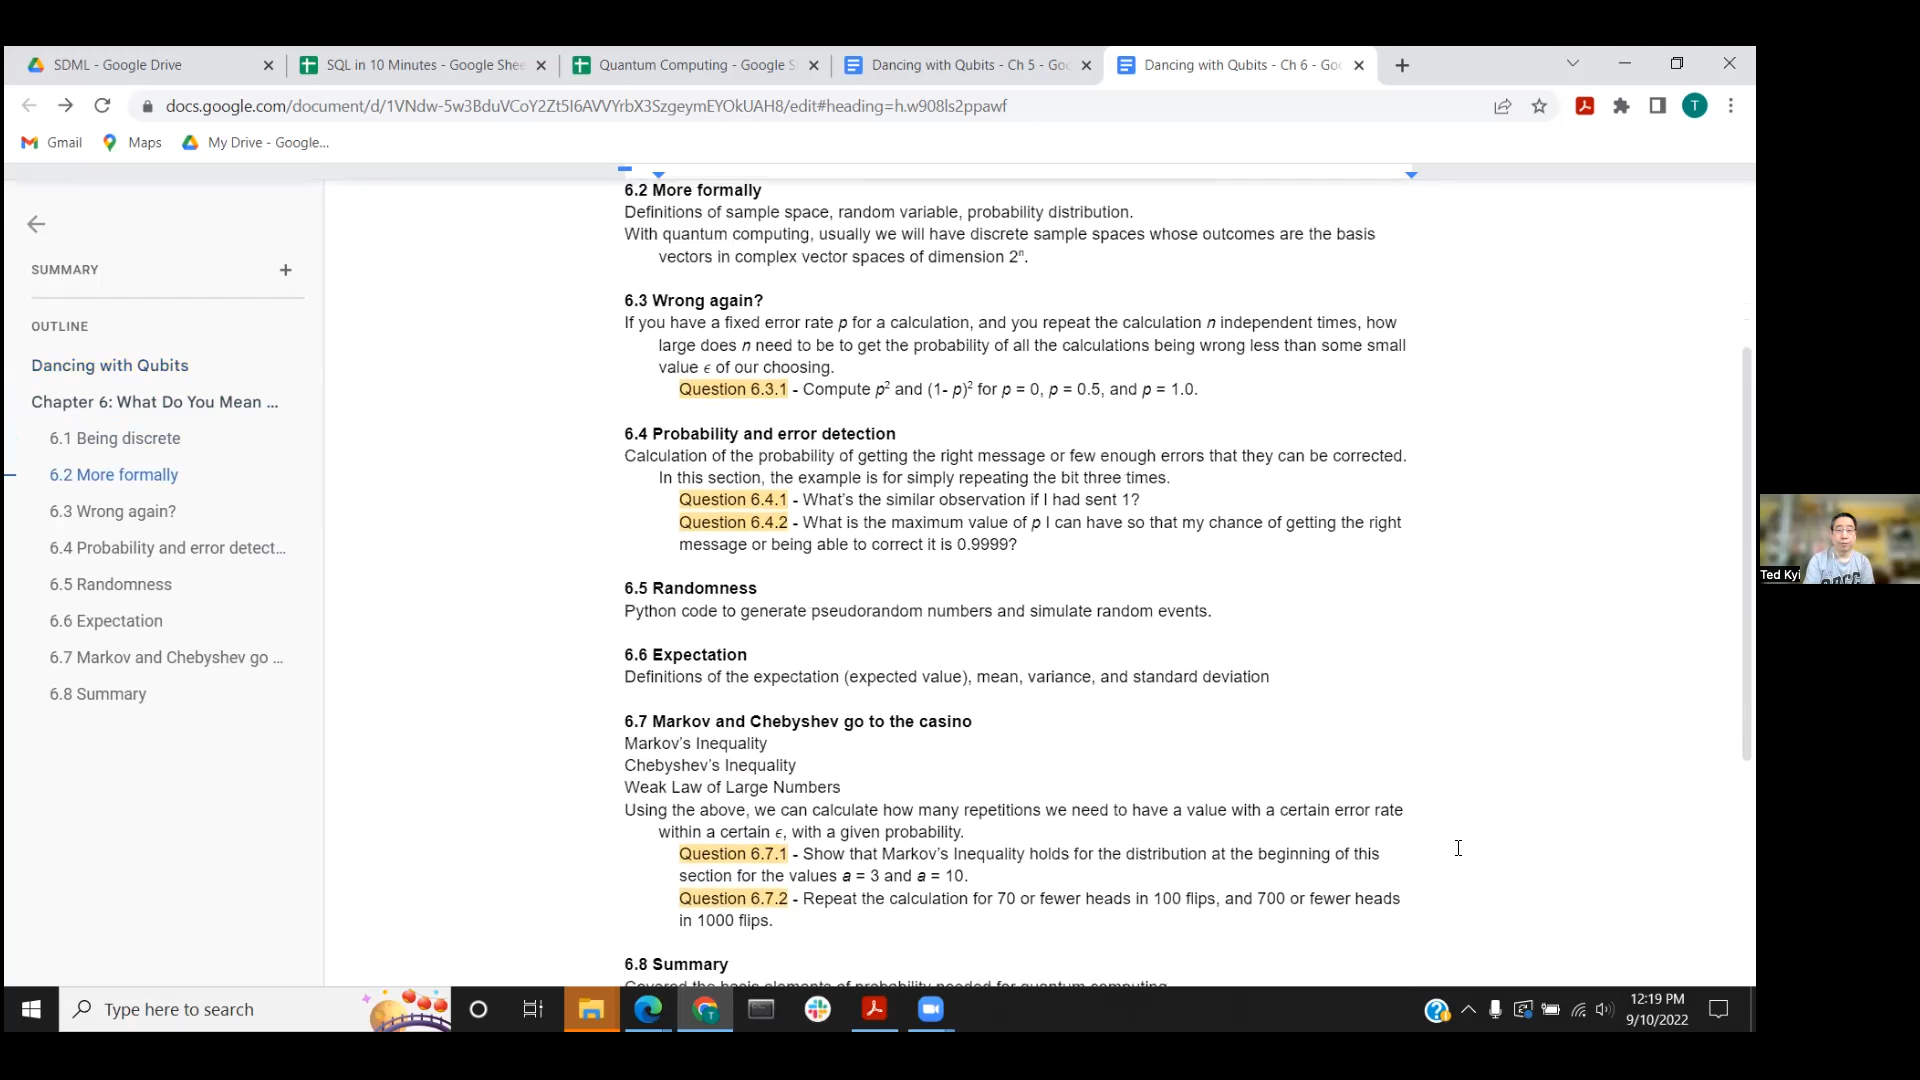 SDML - Google Drive
SQL in 10 Minutes - Google Shee
Quantum Computing - Google S
Dancing with Qubits - Ch 5 - Goo
Dancing with Qubits - Ch 6 - Goo
docs.google.com/document/d/1VNdw-5w3BduVCoY2Zt5I6AVVYrbX3SzgeymEYOkUAH8/edit#heading=h.w908ls2ppawf
T
Gmail
Maps
My Drive - Google...
SUMMARY
OUTLINE
Dancing with Qubits
Chapter 6: What Do You Mean ...
6.1 Being discrete
6.2 More formally
6.3 Wrong again?
6.4 Probability and error detect...
6.5 Randomness
6.6 Expectation
6.7 Markov and Chebyshev go ...
6.8 Summary
6.2 More formally
Definitions of sample space, random variable, probability distribution.
With quantum computing, usually we will have discrete sample spaces whose outcomes are the basis
vectors in complex vector spaces of dimension 2ⁿ.
6.3 Wrong again?
If you have a fixed error rate p for a calculation, and you repeat the calculation n independent times, how
large does n need to be to get the probability of all the calculations being wrong less than some small
value ϵ of our choosing.
Question 6.3.1 - Compute p² and (1- p)² for p = 0, p = 0.5, and p = 1.0.
6.4 Probability and error detection
Calculation of the probability of getting the right message or few enough errors that they can be corrected.
In this section, the example is for simply repeating the bit three times.
Question 6.4.1 - What's the similar observation if I had sent 1?
Question 6.4.2 - What is the maximum value of p I can have so that my chance of getting the right
message or being able to correct it is 0.9999?
6.5 Randomness
Python code to generate pseudorandom numbers and simulate random events.
6.6 Expectation
Definitions of the expectation (expected value), mean, variance, and standard deviation
6.7 Markov and Chebyshev go to the casino
Markov's Inequality
Chebyshev's Inequality
Weak Law of Large Numbers
Using the above, we can calculate how many repetitions we need to have a value with a certain error rate
within a certain ϵ, with a given probability.
Question 6.7.1 - Show that Markov's Inequality holds for the distribution at the beginning of this
section for the values a = 3 and a = 10.
Question 6.7.2 - Repeat the calculation for 70 or fewer heads in 100 flips, and 700 or fewer heads
in 1000 flips.
6.8 Summary
Covered the basic elements of probability needed for quantum computing
Ted Kyi
Type here to search
12:19 PM
9/10/2022